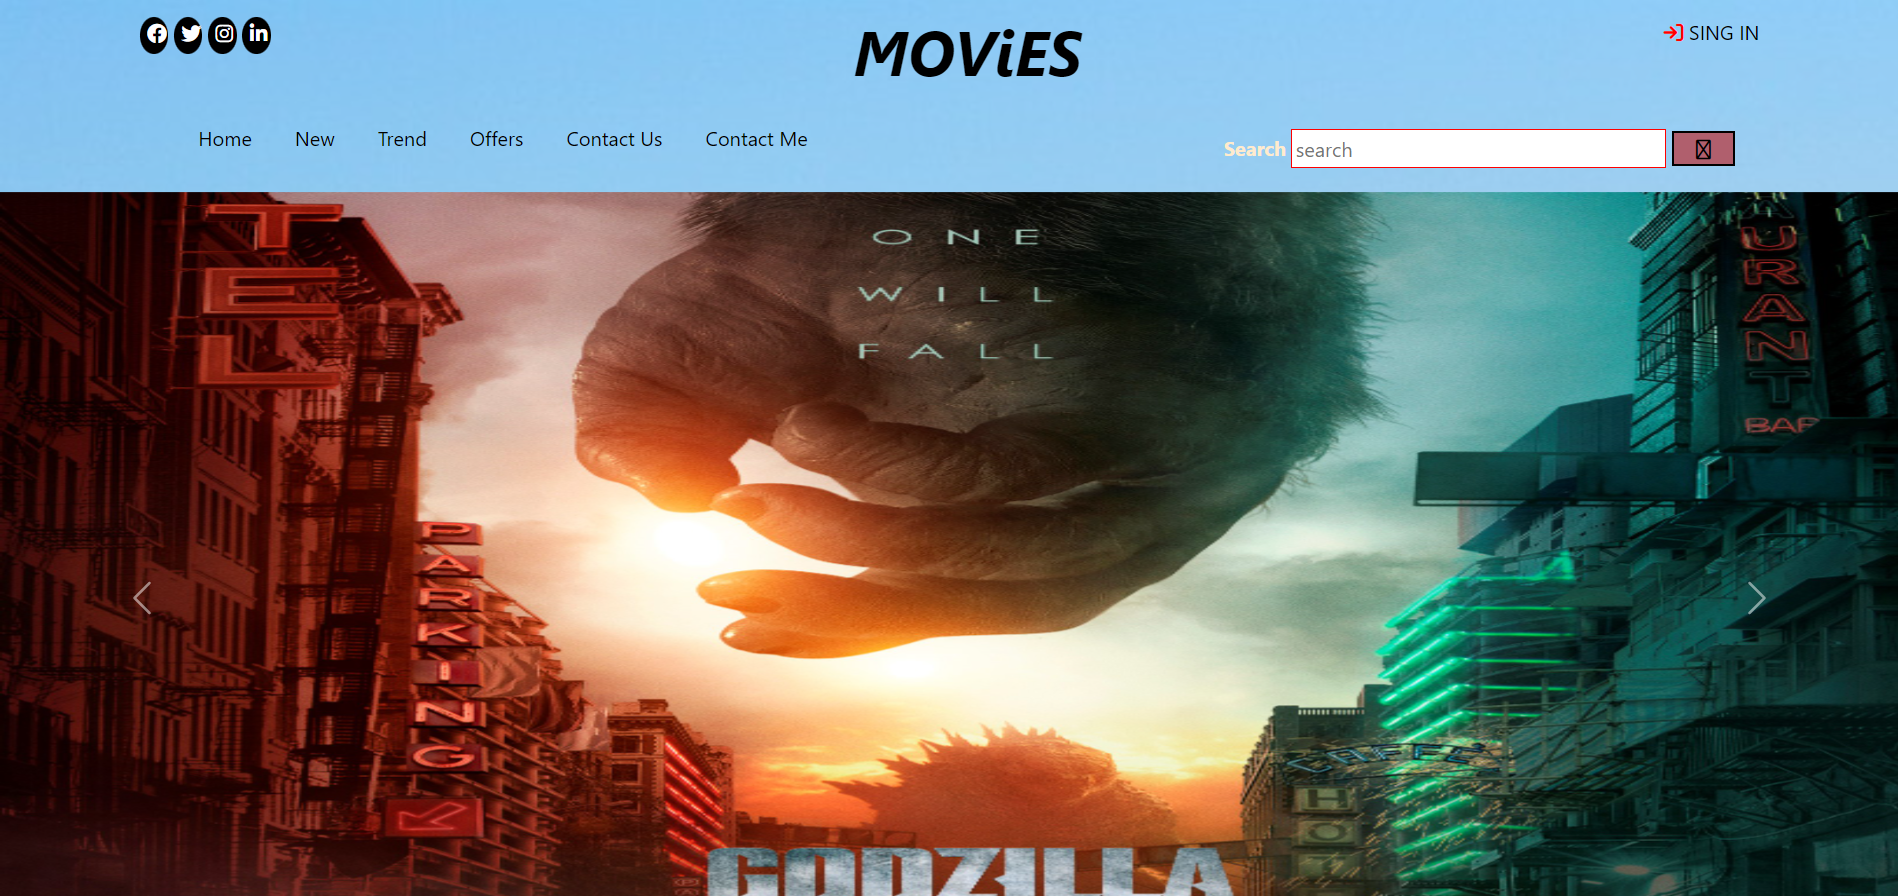 MOViES
SING IN
Home New Trend Offers Contact Us Contact Me
Search search
ONE
WILL
FALL
TEL
URANT
BAR
PARKING
CAFFE
HO
GODZILLA